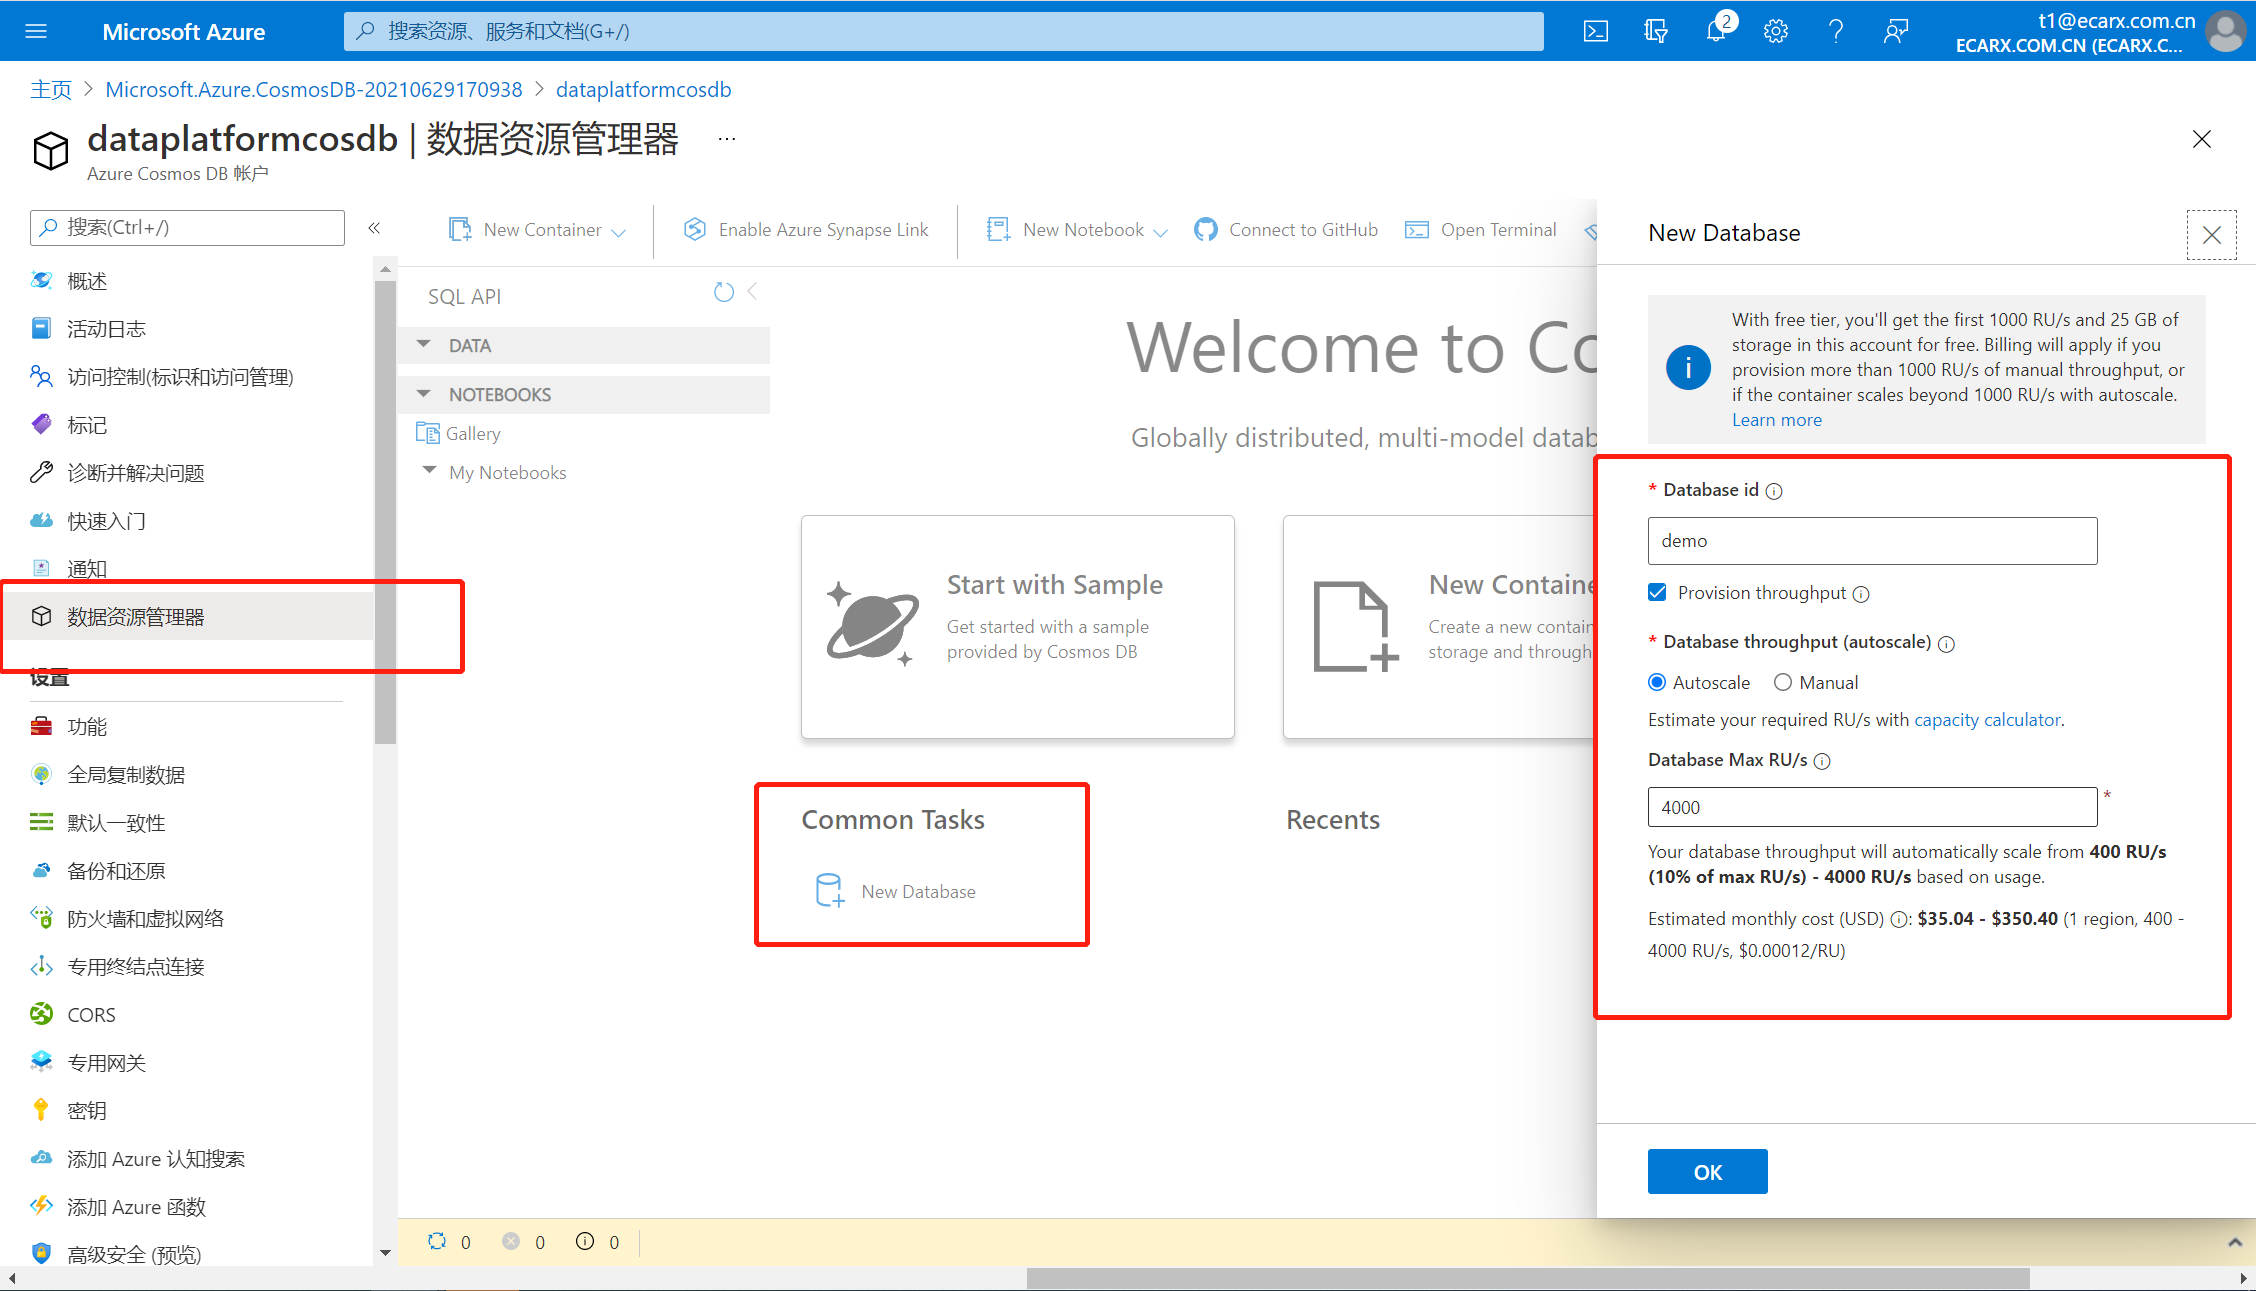 Microsoft Azure
搜索资源、服务和文档(G+/)
2
t1@ecarx.com.cn
ECARX.COM.CN (ECARX.C...
主页 > Microsoft.Azure.CosmosDB-20210629170938 > dataplatformcosdb
dataplatformcosdb | 数据资源管理器 ...
Azure Cosmos DB 帐户
搜索(Ctrl+/)
«
概述
活动日志
访问控制(标识和访问管理)
标记
诊断并解决问题
快速入门
通知
数据资源管理器
设置
功能
全局复制数据
默认一致性
备份和还原
防火墙和虚拟网络
专用终结点连接
CORS
专用网关
密钥
添加 Azure 认知搜索
添加 Azure 函数
高级安全 (预览)
New Container
Enable Azure Synapse Link
New Notebook
Connect to GitHub
Open Terminal
SQL API
DATA
NOTEBOOKS
Gallery
My Notebooks
Welcome to Co
Globally distributed, multi-model datab
Start with Sample
Get started with a sample
provided by Cosmos DB
New Containe
Create a new contain
storage and through
Common Tasks
New Database
Recents
0 0 0
New Database
With free tier, you'll get the first 1000 RU/s and 25 GB of
storage in this account for free. Billing will apply if you
provision more than 1000 RU/s of manual throughput, or
if the container scales beyond 1000 RU/s with autoscale.
Learn more
* Database id
demo
Provision throughput
* Database throughput (autoscale)
Autoscale Manual
Estimate your required RU/s with capacity calculator.
Database Max RU/s
4000 *
Your database throughput will automatically scale from 400 RU/s
(10% of max RU/s) - 4000 RU/s based on usage.
Estimated monthly cost (USD) : $35.04 - $350.40 (1 region, 400 -
4000 RU/s, $0.00012/RU)
OK